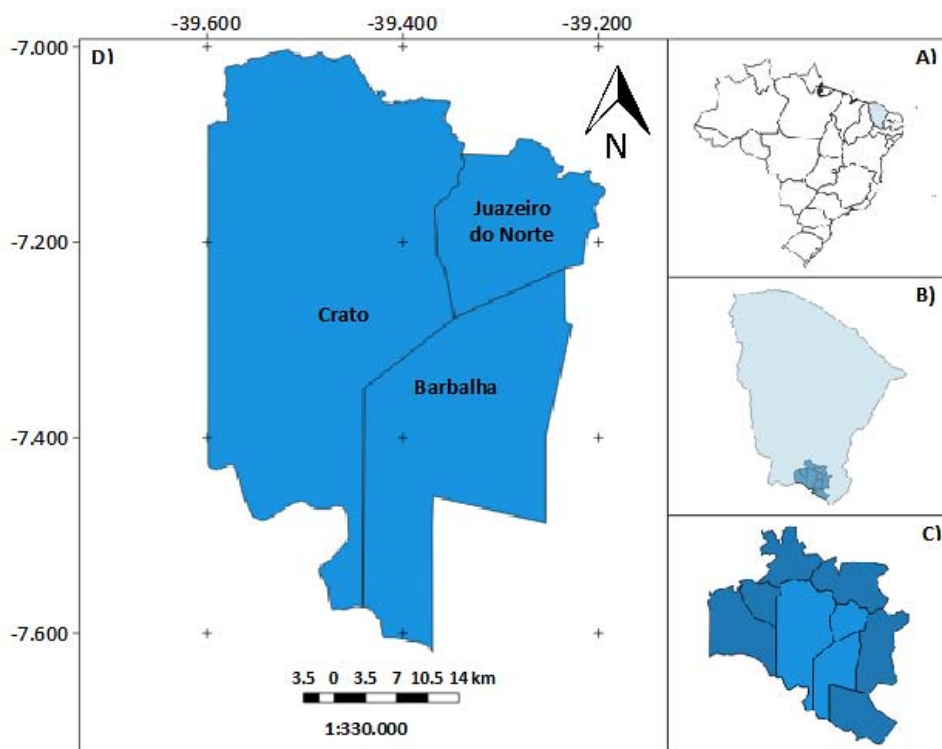 -39.600 -39.400 -39.200
-7.000
D)
A)
N
Juazeiro
do Norte
-7.200
B)
Crato
Barbalha
-7.400
C)
-7.600
3.5 0 3.5 7 10.5 14 km
1:330.000